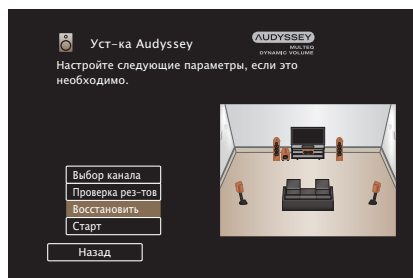 Уст-ка Audyssey
AUDYSSEY
MULTEQ
DYNAMIC VOLUME
Настройте следующие параметры, если это
необходимо.
Выбор канала
Проверка рез-тов
Восстановить
Старт
Назад